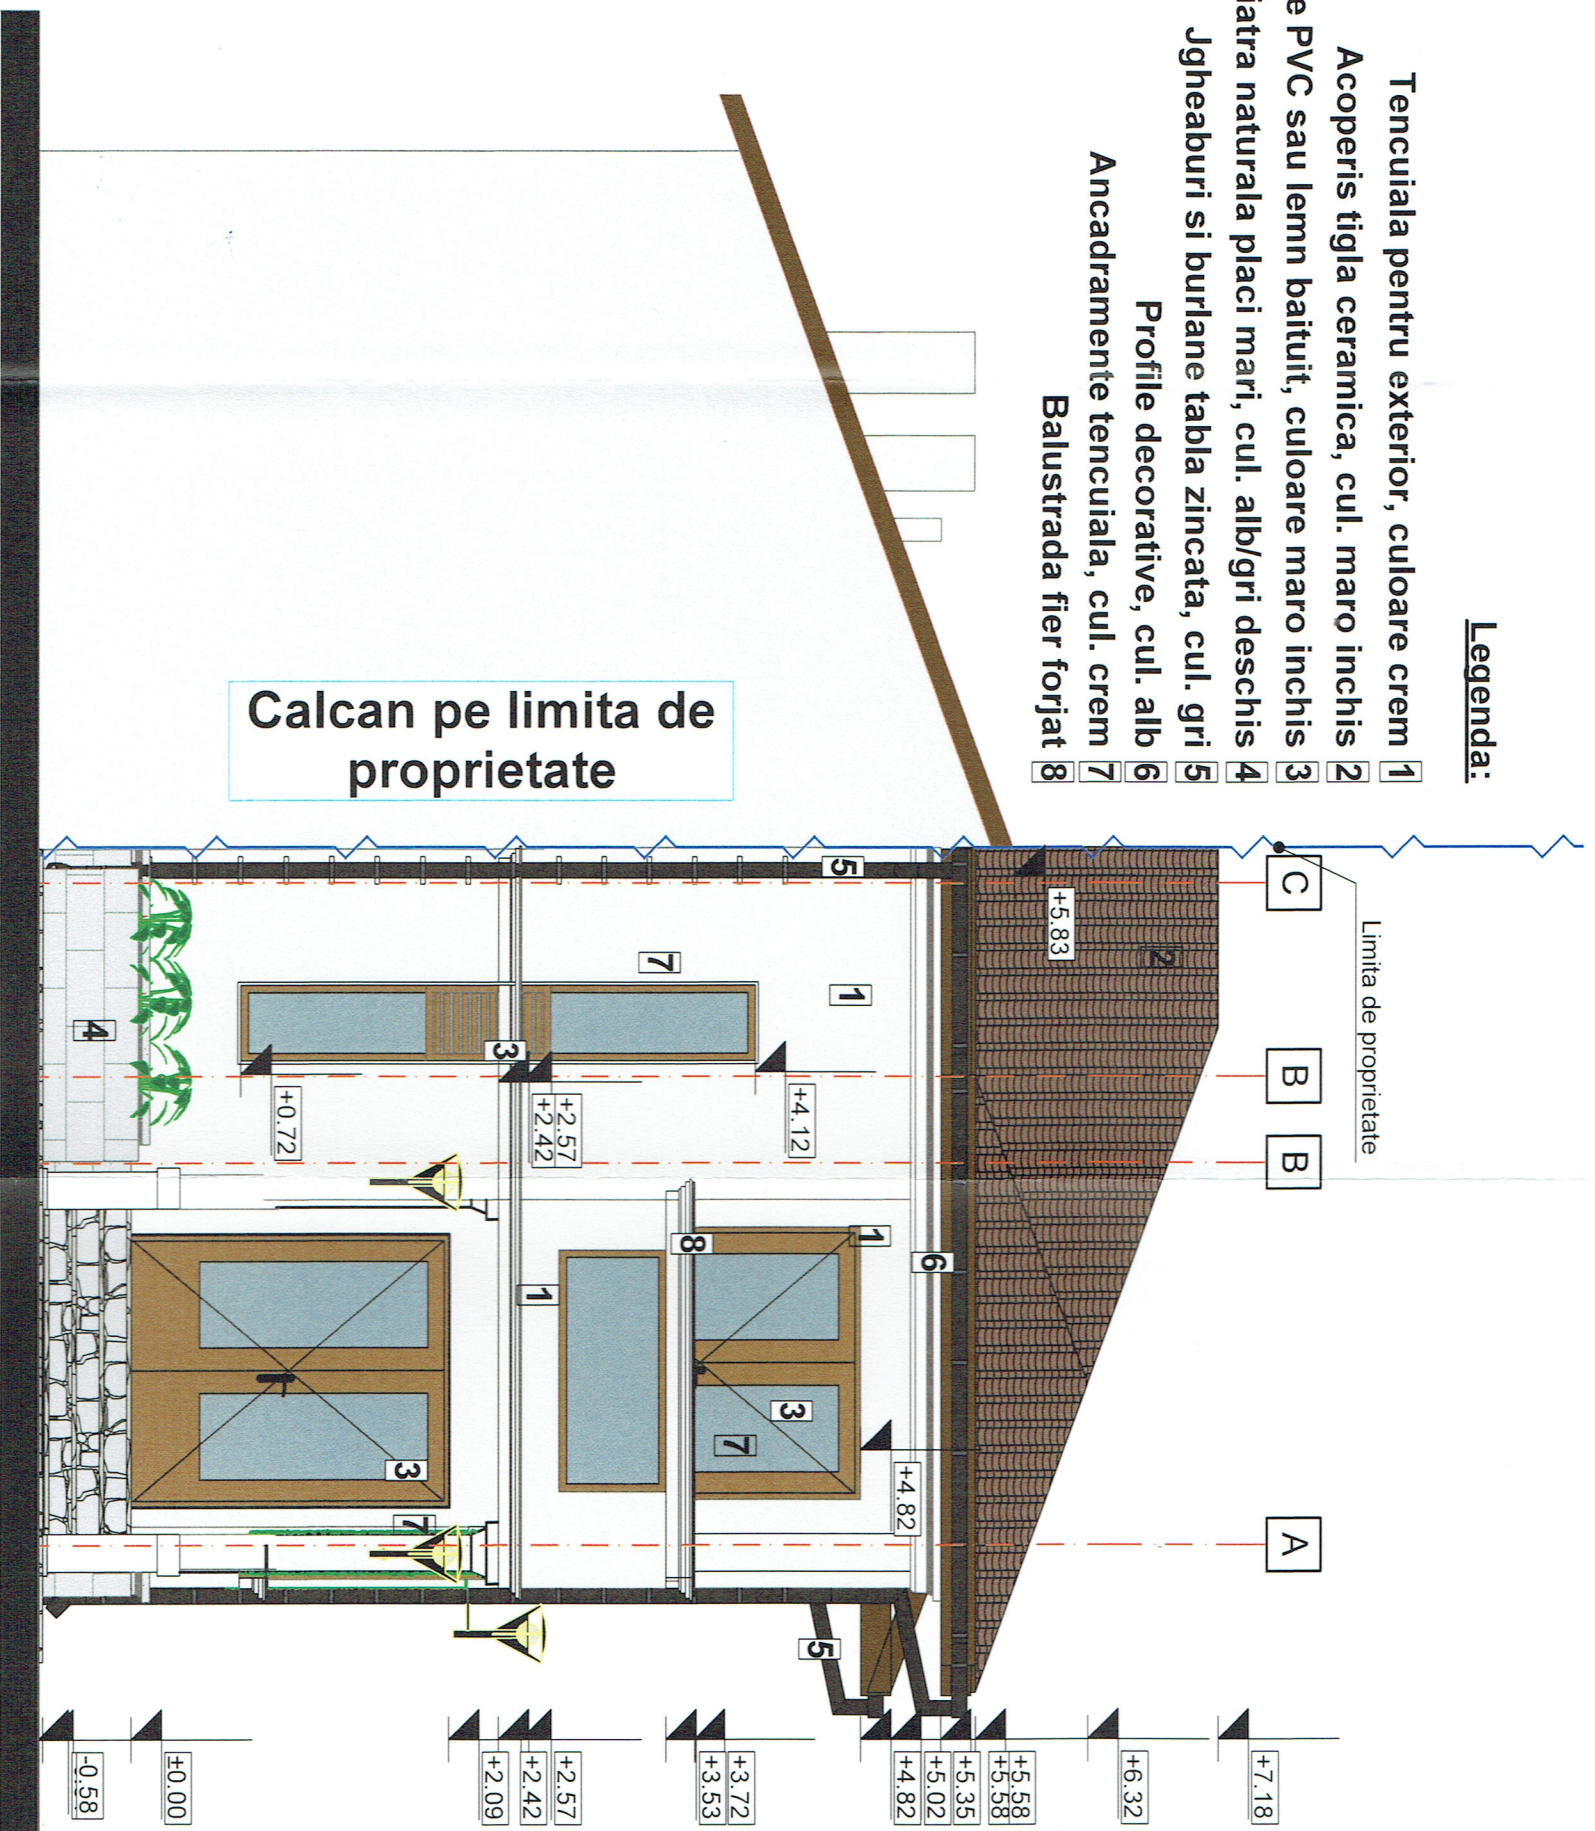 Legenda:
Tencuiala pentru exterior, culoare crem 1
Acoperis tigla ceramica, cul. maro inchis 2
e PVC sau lemn baituit, culoare maro inchis 3
iatra naturala placi mari, cul. alb/gri deschis 4
Jgheaburi si burlane tabla zincata, cul. gri 5
Profile decorative, cul. alb 6
Ancadramente tencuiala, cul. crem 7
Balustrada fier forjat 8
Calcan pe limita de
proprietate
Limita de proprietate
C
B
B
A
+5.83
2
5
7
1
3
4
+4.12
+2.57
+2.42
+0.72
6
1
8
1
3
7
3
7
+4.82
5
+7.18
+6.32
+5.58
+5.58
+5.35
+5.02
+4.82
+3.72
+3.53
+2.57
+2.42
+2.09
±0.00
-0.58